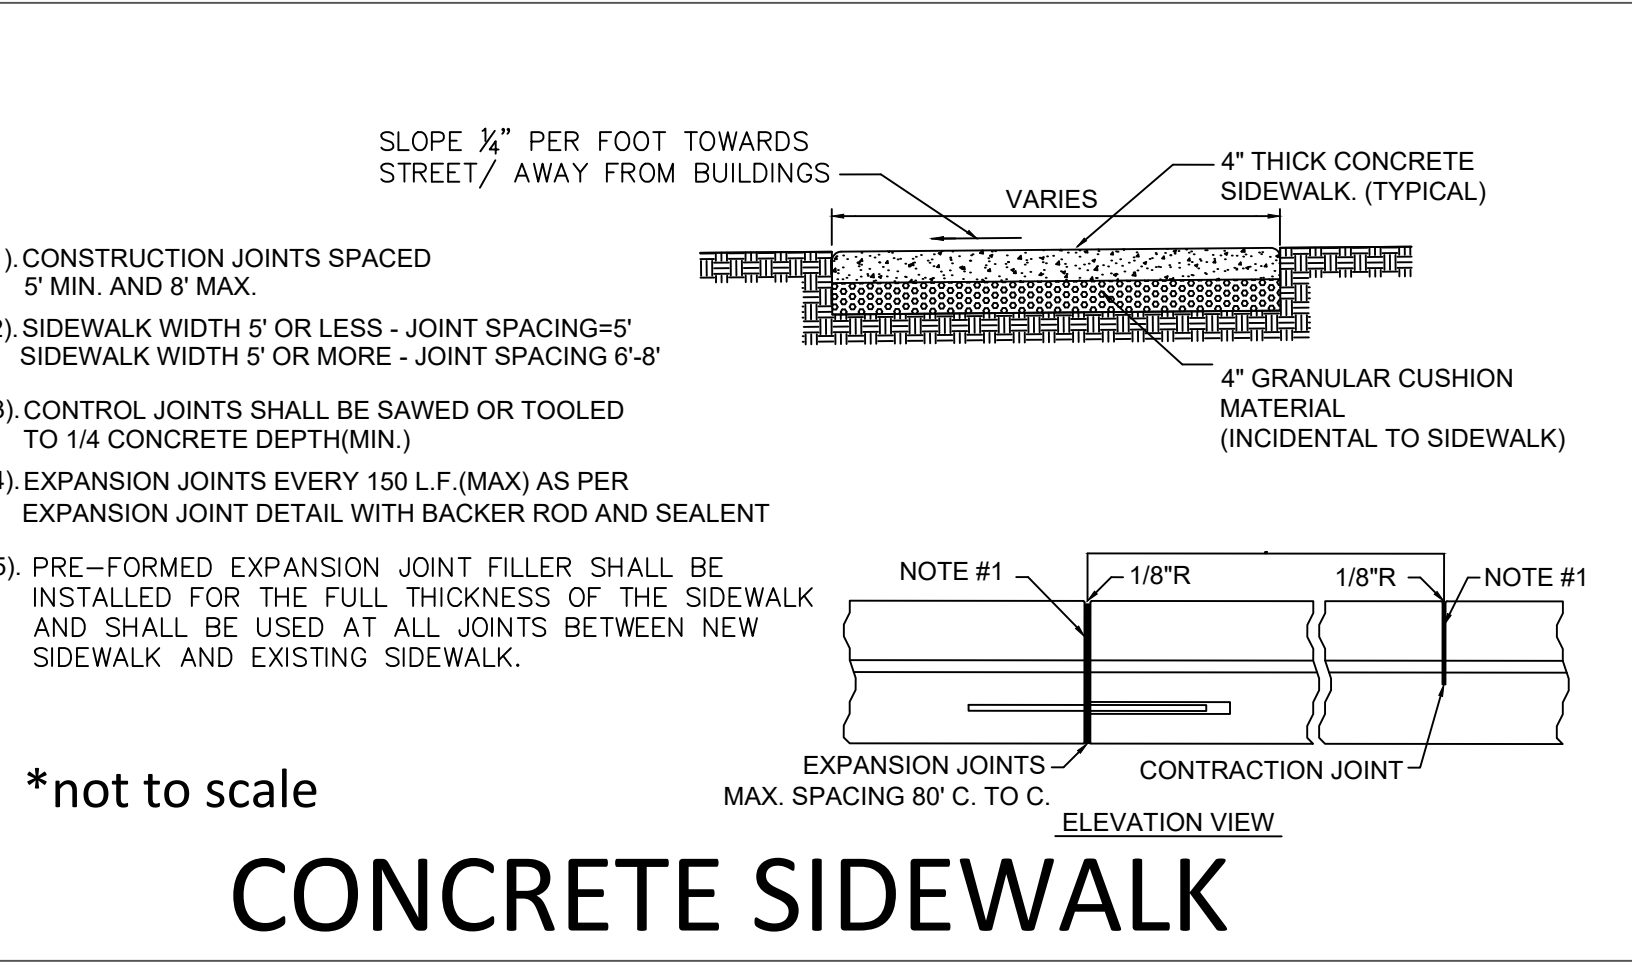 SLOPE ¼" PER FOOT TOWARDS
STREET/ AWAY FROM BUILDINGS
VARIES
4" THICK CONCRETE
SIDEWALK. (TYPICAL)
). CONSTRUCTION JOINTS SPACED
5' MIN. AND 8' MAX.
2). SIDEWALK WIDTH 5' OR LESS - JOINT SPACING=5'
SIDEWALK WIDTH 5' OR MORE - JOINT SPACING 6'-8'
3). CONTROL JOINTS SHALL BE SAWED OR TOOLED
TO 1/4 CONCRETE DEPTH(MIN.)
4). EXPANSION JOINTS EVERY 150 L.F.(MAX) AS PER
EXPANSION JOINT DETAIL WITH BACKER ROD AND SEALENT
5). PRE-FORMED EXPANSION JOINT FILLER SHALL BE
INSTALLED FOR THE FULL THICKNESS OF THE SIDEWALK
AND SHALL BE USED AT ALL JOINTS BETWEEN NEW
SIDEWALK AND EXISTING SIDEWALK.
4" GRANULAR CUSHION
MATERIAL
(INCIDENTAL TO SIDEWALK)
NOTE #1
1/8"R
1/8"R
NOTE #1
EXPANSION JOINTS
MAX. SPACING 80' C. TO C.
CONTRACTION JOINT
ELEVATION VIEW
*not to scale
CONCRETE SIDEWALK